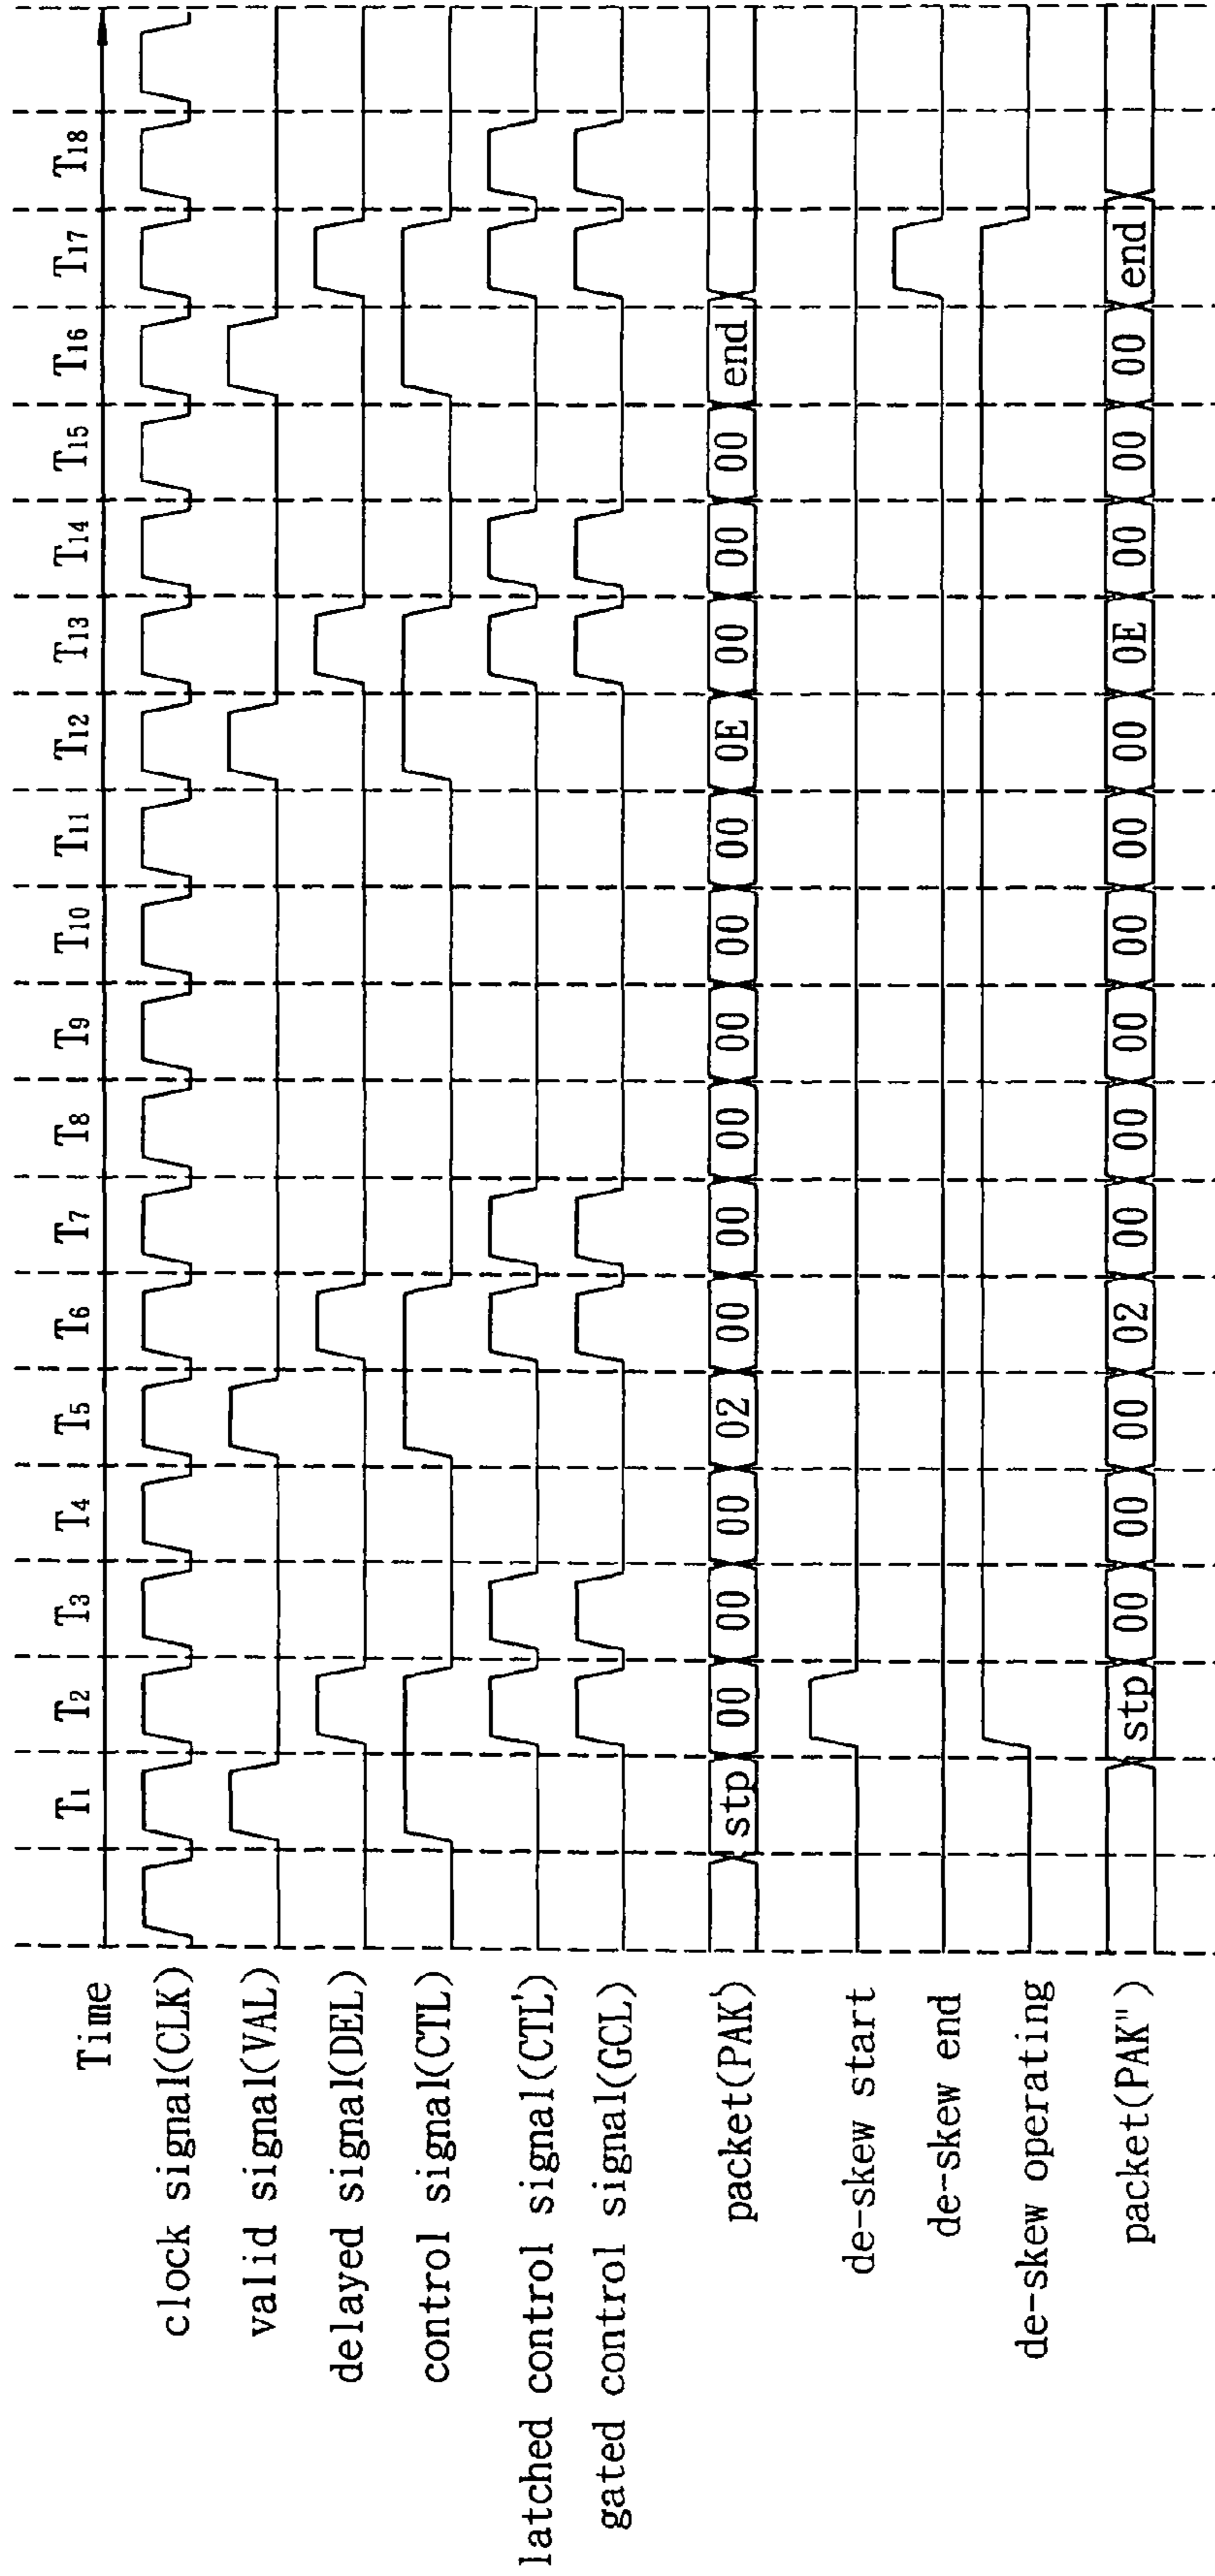 Time T1 T2 T3 T4 T5 T6 T7 T8 T9 T10 T11 T12 T13 T14 T15 T16 T17 T18
clock signal(CLK)
valid signal(VAL)
delayed signal(DEL)
control signal(CTL)
latched control signal(CTL')
gated control signal(GCL)
packet(PAK') stp 00 00 00 02 00 00 00 00 00 00 0E 00 00 00 end
de-skew start
de-skew end
de-skew operating
packet(PAK") stp 00 00 00 02 00 00 00 00 00 00 0E 00 00 00 end